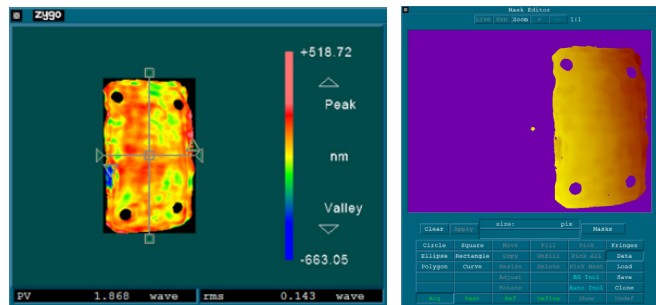 zygo
+518.72
Peak
nm
Valley
-663.05
PV 1.868 wave rms 0.143 wave
Mask Editor
Live Pan Zoom + - 1:1
size: pix
Clear Apply Masks
Circle Square Move Fill Pick Fringes
Ellipse Rectangle Copy Unfill Pick All Data
Polygon Curve Resize Delete Pick Next Load
Adjust BG Incl Save
Rotate Auto Incl Close
Acq Test Ref Define Show Undef